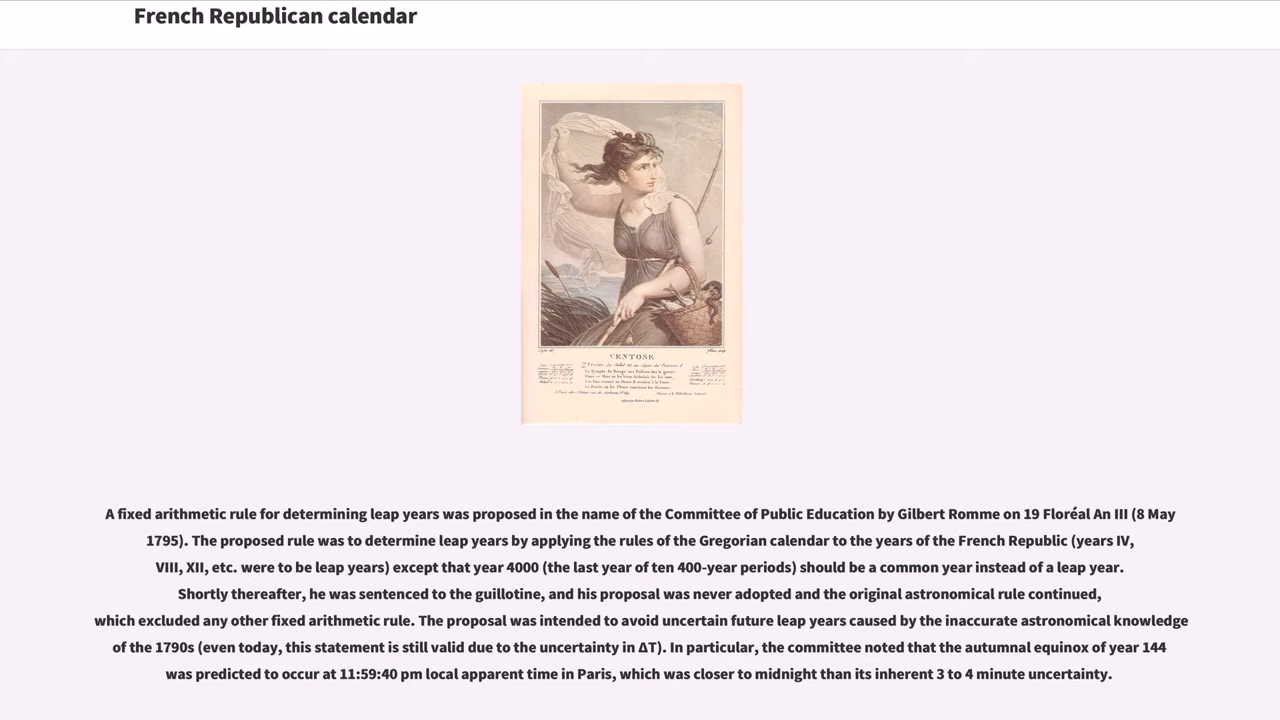 French Republican calendar
VENTOSE
A fixed arithmetic rule for determining leap years was proposed in the name of the Committee of Public Education by Gilbert Romme on 19 Floréal An III (8 May
1795). The proposed rule was to determine leap years by applying the rules of the Gregorian calendar to the years of the French Republic (years IV,
VIII, XII, etc. were to be leap years) except that year 4000 (the last year of ten 400-year periods) should be a common year instead of a leap year.
Shortly thereafter, he was sentenced to the guillotine, and his proposal was never adopted and the original astronomical rule continued,
which excluded any other fixed arithmetic rule. The proposal was intended to avoid uncertain future leap years caused by the inaccurate astronomical knowledge
of the 1790s (even today, this statement is still valid due to the uncertainty in ΔT). In particular, the committee noted that the autumnal equinox of year 144
was predicted to occur at 11:59:40 pm local apparent time in Paris, which was closer to midnight than its inherent 3 to 4 minute uncertainty.